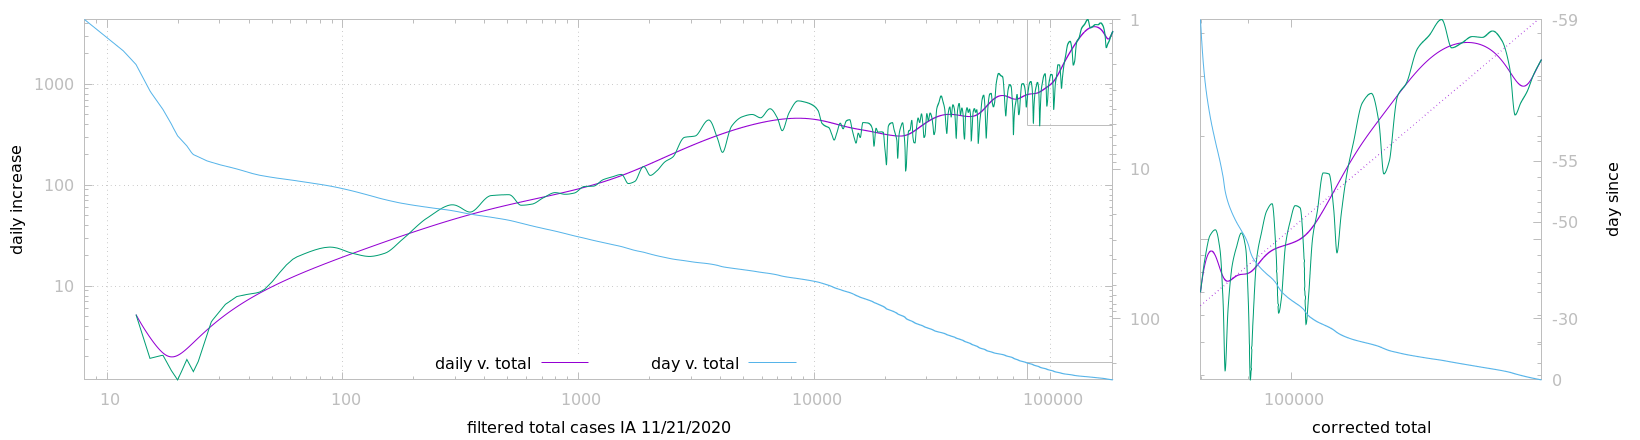 1000
100
10
daily increase
10
100
1000
10000
100000
filtered total cases IA 11/21/2020
daily v. total
day v. total
1
10
100
100000
corrected total
-59
-55
-50
-30
0
day since